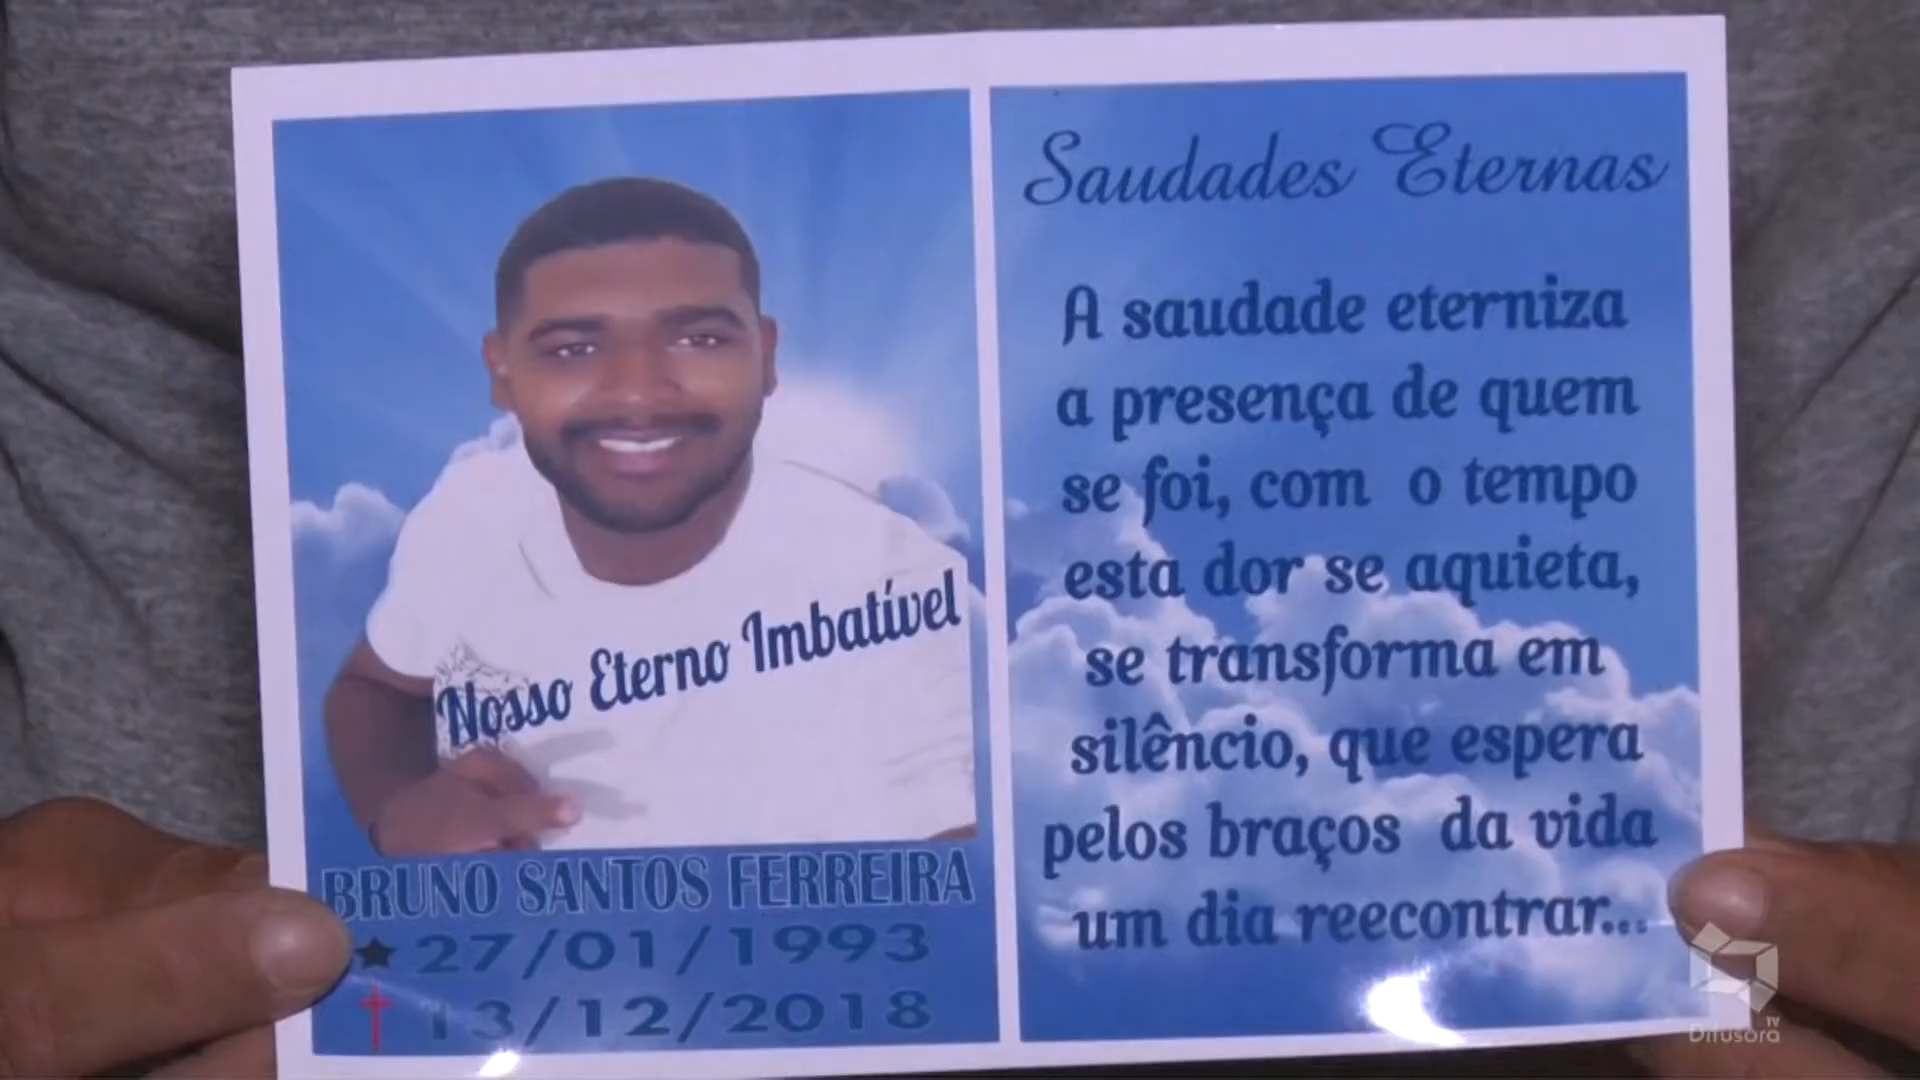 Nosso Eterno Imbatível
BRUNO SANTOS FERREIRA
27/01/1993
13/12/2018
Saudades Eternas
A saudade eterniza
a presença de quem
se foi, com o tempo
esta dor se aquieta,
se transforma em
silêncio, que espera
pelos braços da vida
um dia reecontrar...
TV
Difusora